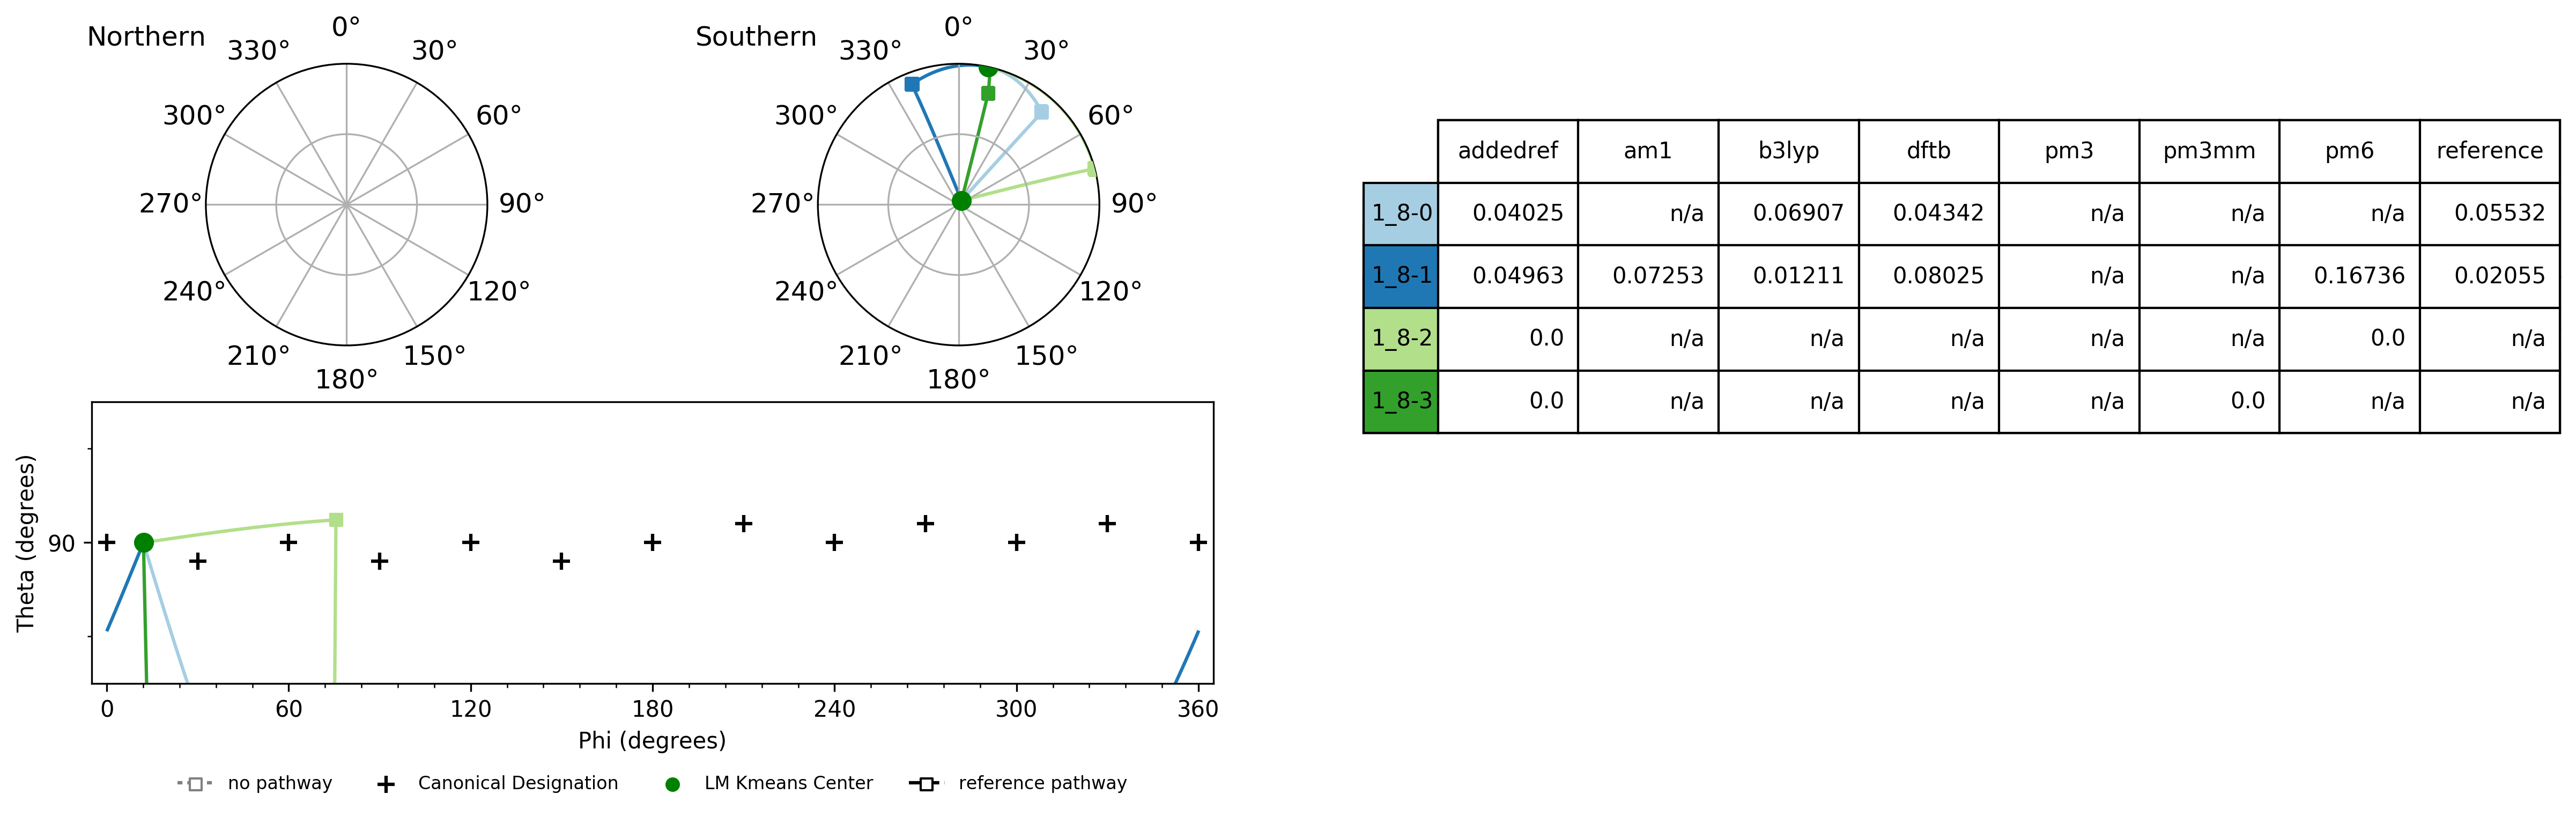 Northern
0°
30°
60°
90°
120°
150°
180°
210°
240°
270°
300°
330°
Southern
0°
30°
60°
90°
120°
150°
180°
210°
240°
270°
300°
330°
Theta (degrees)
90
0 60 120 180 240 300 360
Phi (degrees)
no pathway Canonical Designation LM Kmeans Center reference pathway
addedref am1 b3lyp dftb pm3 pm3mm pm6 reference
1_8-0 0.04025 n/a 0.06907 0.04342 n/a n/a n/a 0.05532
1_8-1 0.04963 0.07253 0.01211 0.08025 n/a n/a 0.16736 0.02055
1_8-2 0.0 n/a n/a n/a n/a n/a 0.0 n/a
1_8-3 0.0 n/a n/a n/a n/a 0.0 n/a n/a